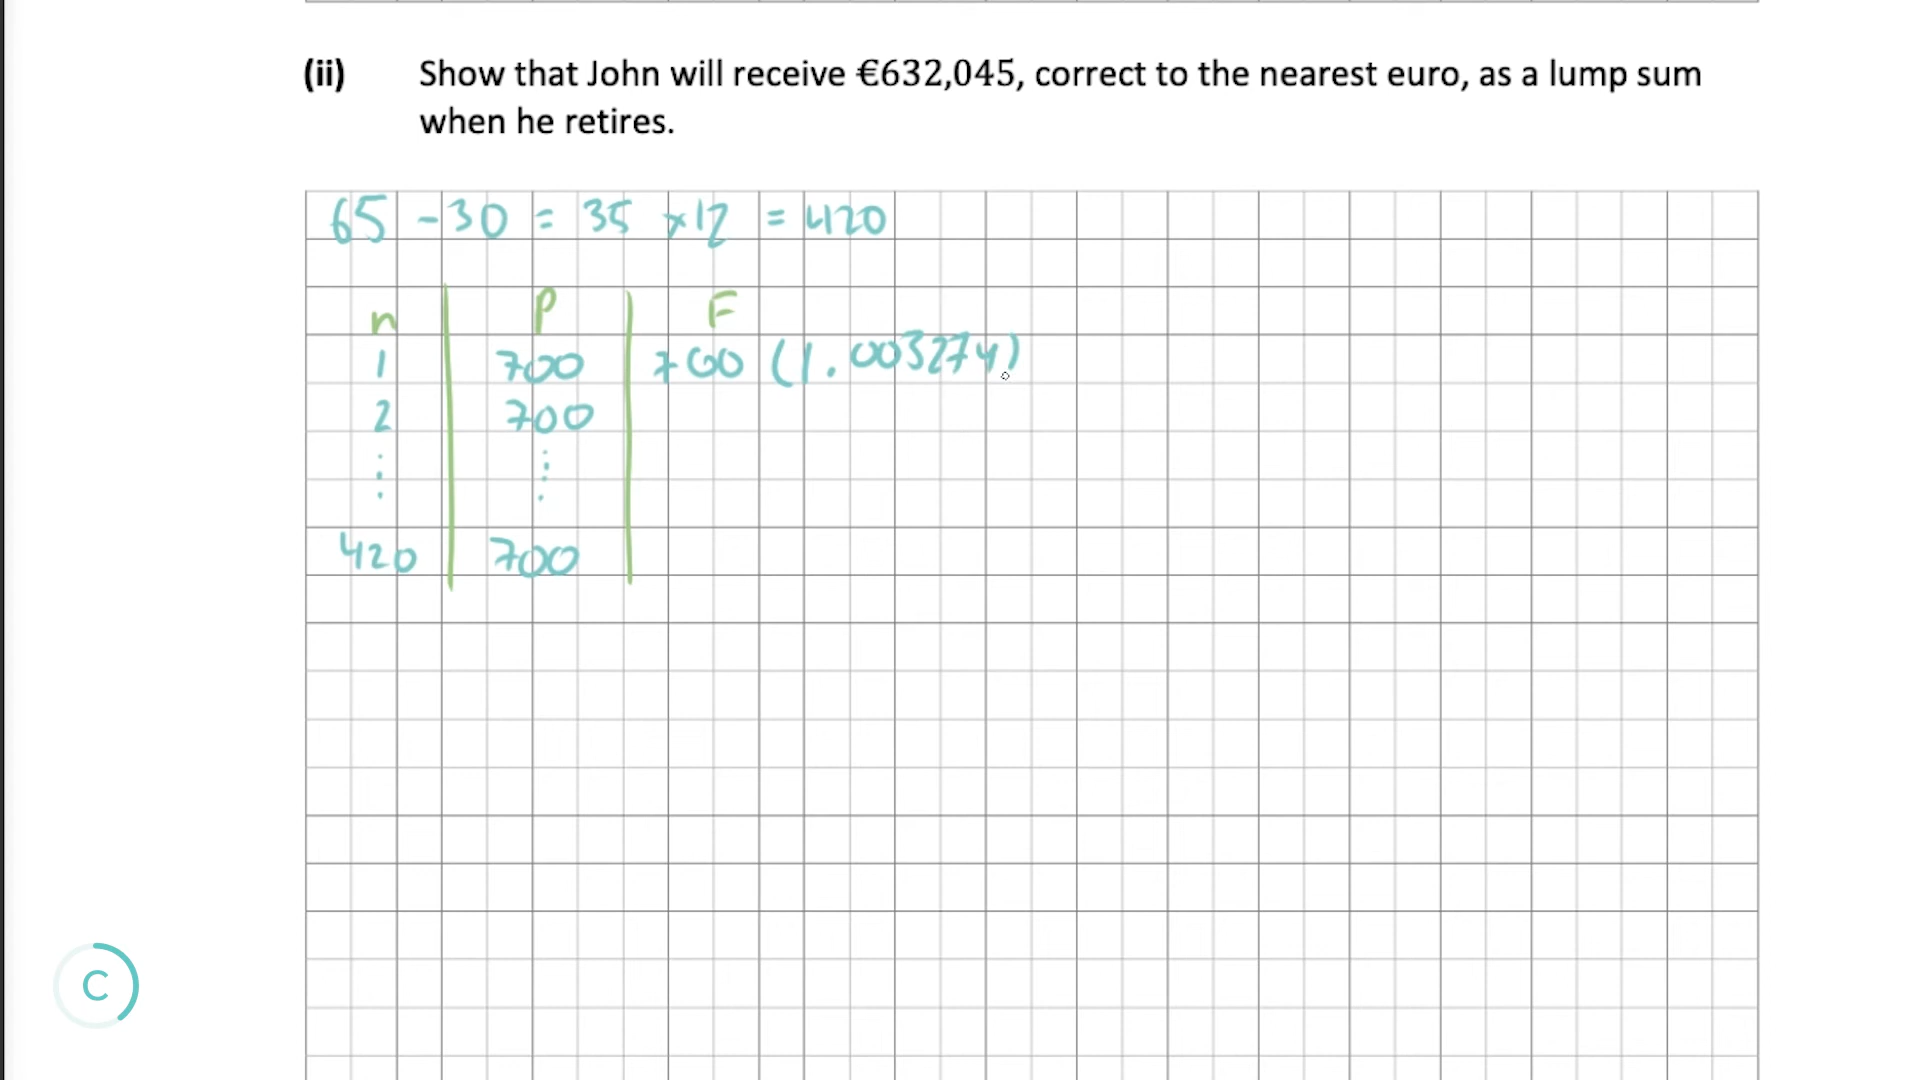 (ii) Show that John will receive €632,045, correct to the nearest euro, as a lump sum
when he retires.
65 - 30 = 35 x12 = 420
n P F
1 700 700 (1.003274)
2 700
⋮ ⋮
420 700
C